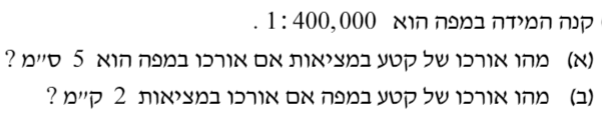 קנה המידה במפה הוא 1:400,000 .
(א) מהו אורכו של קטע במציאות אם אורכו במפה הוא 5 ס״מ ?
(ב) מהו אורכו של קטע במפה אם אורכו במציאות 2 ק״מ ?